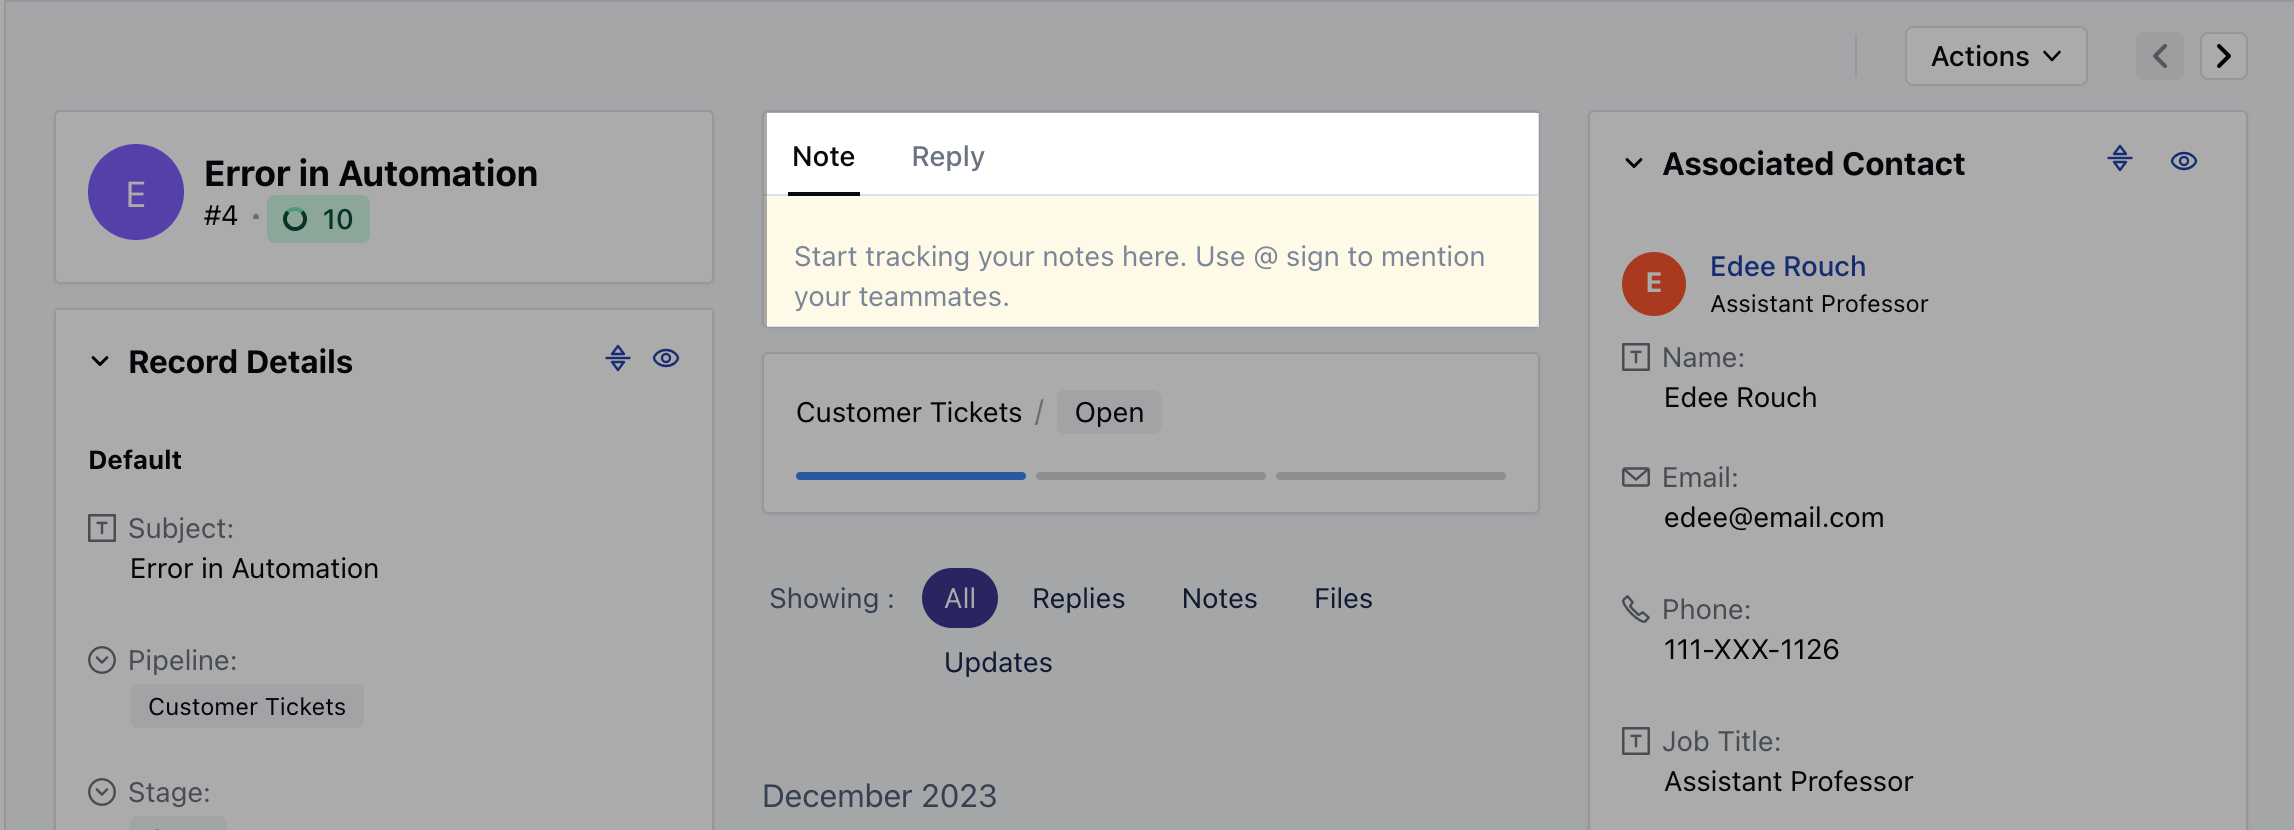 Actions
E
Error in Automation
#4 · 10
Record Details
Default
Subject:
Error in Automation
Pipeline:
Customer Tickets
Stage:
Note Reply
Start tracking your notes here. Use @ sign to mention
your teammates.
Customer Tickets / Open
Showing : All Replies Notes Files
Updates
December 2023
Associated Contact
E
Edee Rouch
Assistant Professor
T Name:
Edee Rouch
Email:
edee@email.com
Phone:
111-XXX-1126
T Job Title:
Assistant Professor